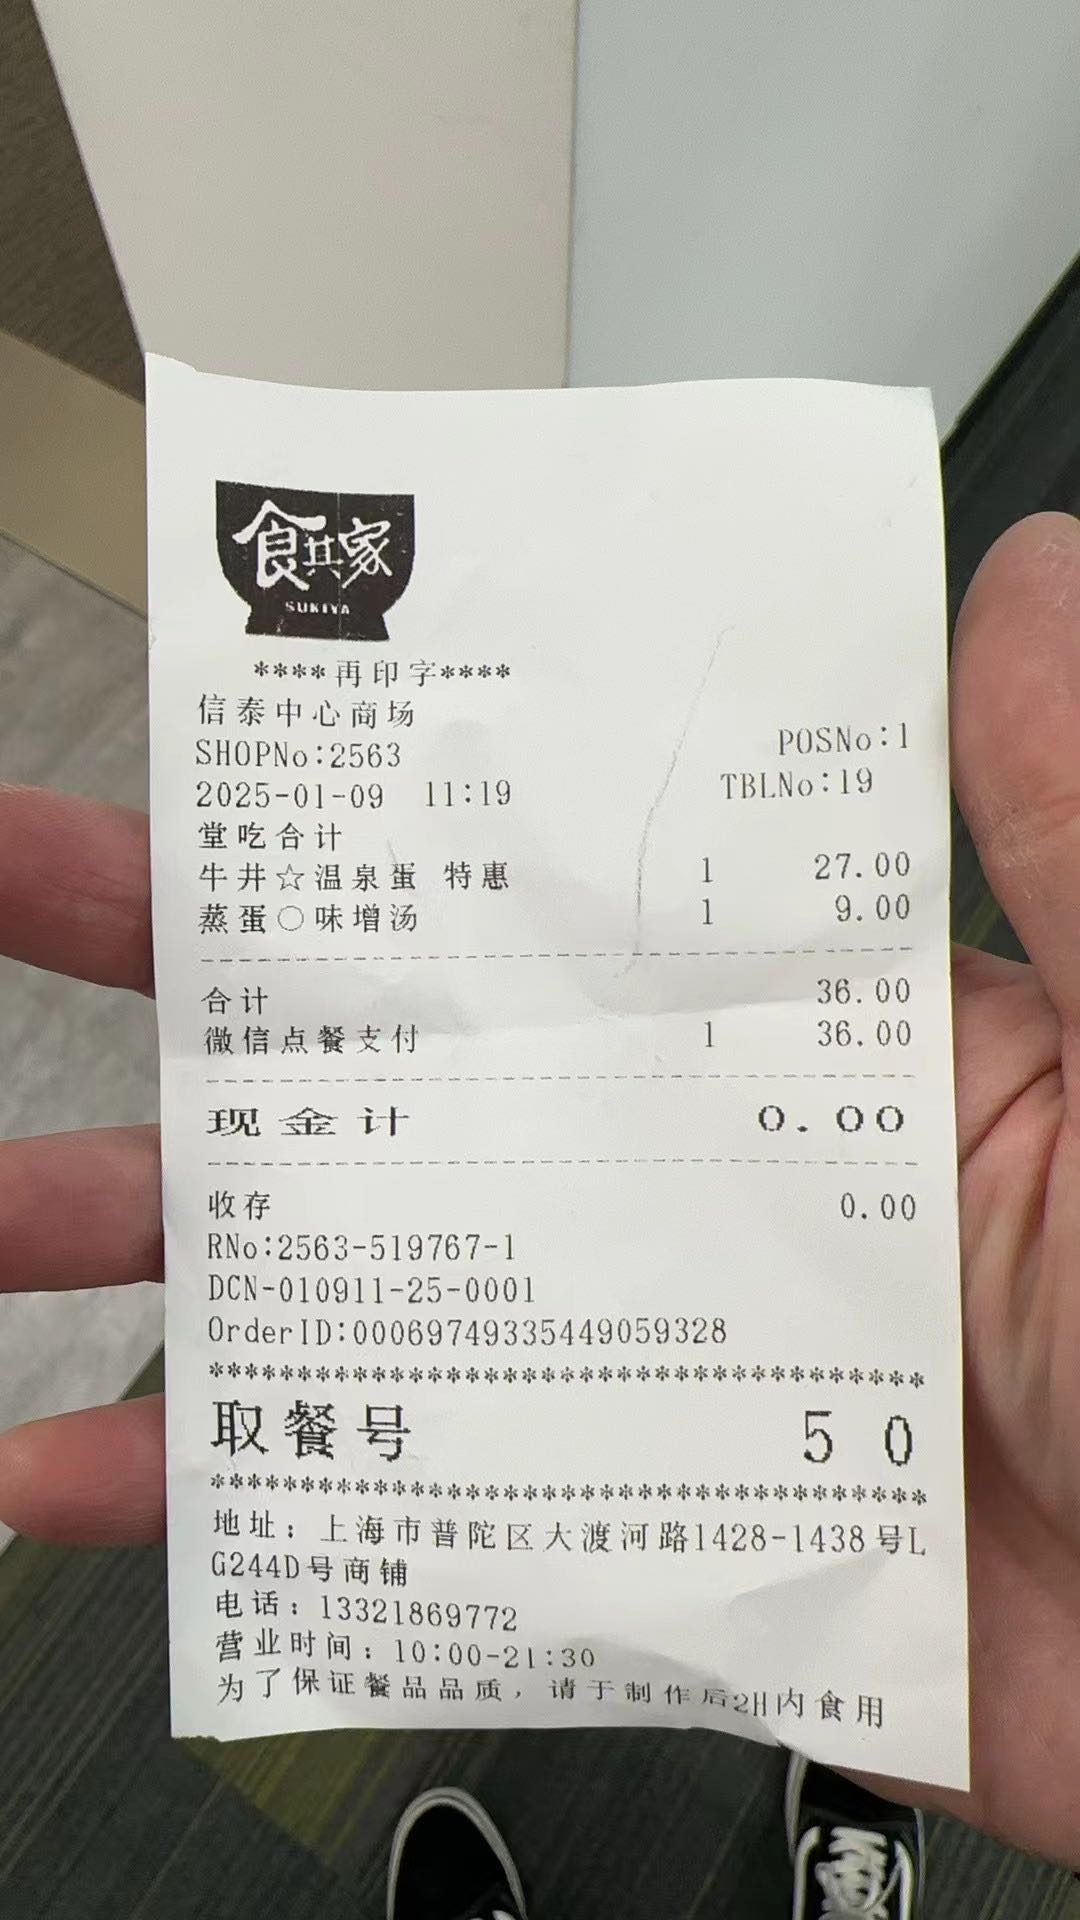 食其家
SUKIYA
****再印字****
信泰中心商场
SHOPNo:2563 POSNo:1
2025-01-09 11:19 TBLNo:19
堂吃合计
牛井☆温泉蛋 特惠 1 27.00
蒸蛋○味增汤 1 9.00
合计 36.00
微信点餐支付 1 36.00
现金计 0.00
收存 0.00
RNo:2563-519767-1
DCN-010911-25-0001
OrderID:00069749335449059328
****************************************
取餐号 50
****************************************
地址：上海市普陀区大渡河路1428-1438号L
G244D号商铺
电话：13321869772
营业时间：10:00-21:30
为了保证餐品品质，请于制作后2H内食用